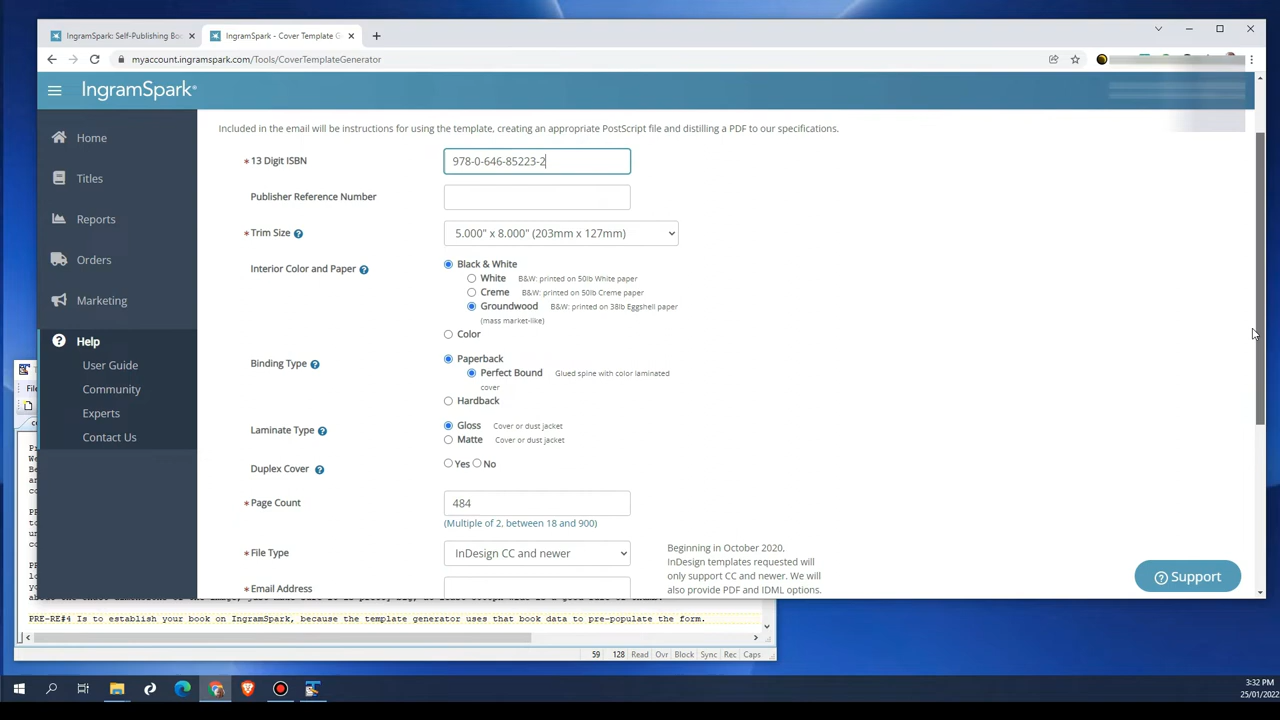 IngramSpark: Self-Publishing Boo
IngramSpark - Cover Template G
myaccount.ingramspark.com/Tools/CoverTemplateGenerator
IngramSpark®
Home
Titles
Reports
Orders
Marketing
Help
User Guide
Community
Experts
Contact Us
Included in the email will be instructions for using the template, creating an appropriate PostScript file and distilling a PDF to our specifications.
* 13 Digit ISBN 978-0-646-85223-2
Publisher Reference Number
* Trim Size 5.000" x 8.000" (203mm x 127mm)
Interior Color and Paper Black & White
White B&W: printed on 50lb White paper
Creme B&W: printed on 50lb Creme paper
Groundwood B&W: printed on 38lb Eggshell paper
(mass market-like)
Color
Binding Type Paperback
Perfect Bound Glued spine with color laminated
cover
Hardback
Laminate Type Gloss Cover or dust jacket
Matte Cover or dust jacket
Duplex Cover Yes No
* Page Count 484
(Multiple of 2, between 18 and 900)
* File Type InDesign CC and newer
Beginning in October 2020,
InDesign templates requested will
only support CC and newer. We will
also provide PDF and IDML options.
* Email Address
Support
PRE-RE#4 Is to establish your book on IngramSpark, because the template generator uses that book data to pre-populate the form.
59 128 Read Ovr Block Sync Rec Caps
3:32 PM
25/01/2022